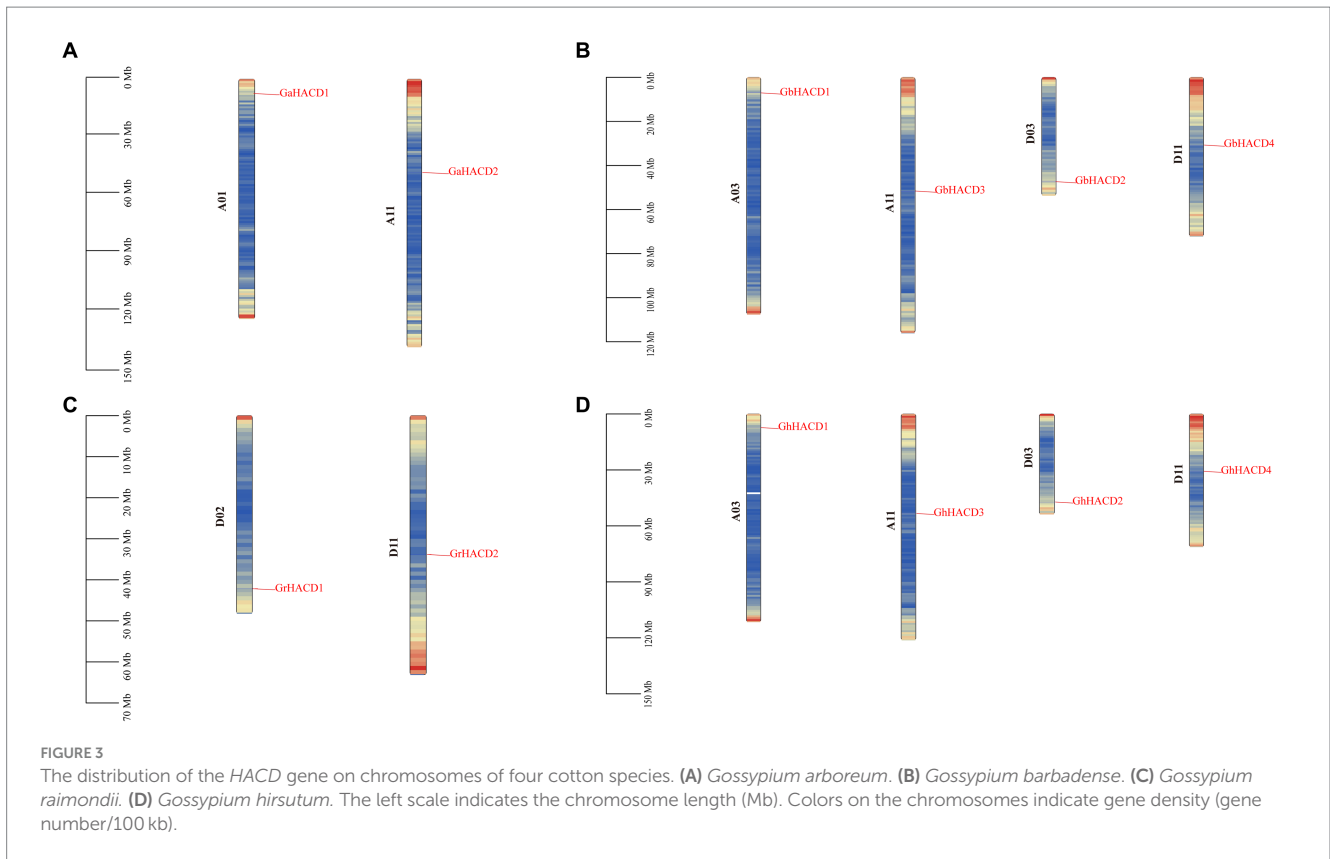 A
0 Mb
30 Mb
60 Mb
90 Mb
120 Mb
150 Mb
A01
GaHACD1
A11
GaHACD2
B
0 Mb
20 Mb
40 Mb
60 Mb
80 Mb
100 Mb
120 Mb
A03
GbHACD1
A11
GbHACD3
D03
GbHACD2
D11
GbHACD4
C
0 Mb
10 Mb
20 Mb
30 Mb
40 Mb
50 Mb
60 Mb
70 Mb
D02
GrHACD1
D11
GrHACD2
D
0 Mb
30 Mb
60 Mb
90 Mb
120 Mb
150 Mb
A03
GhHACD1
A11
GhHACD3
D03
GhHACD2
D11
GhHACD4
FIGURE 3
The distribution of the HACD gene on chromosomes of four cotton species. (A) Gossypium arboreum. (B) Gossypium barbadense. (C) Gossypium
raimondii. (D) Gossypium hirsutum. The left scale indicates the chromosome length (Mb). Colors on the chromosomes indicate gene density (gene
number/100 kb).